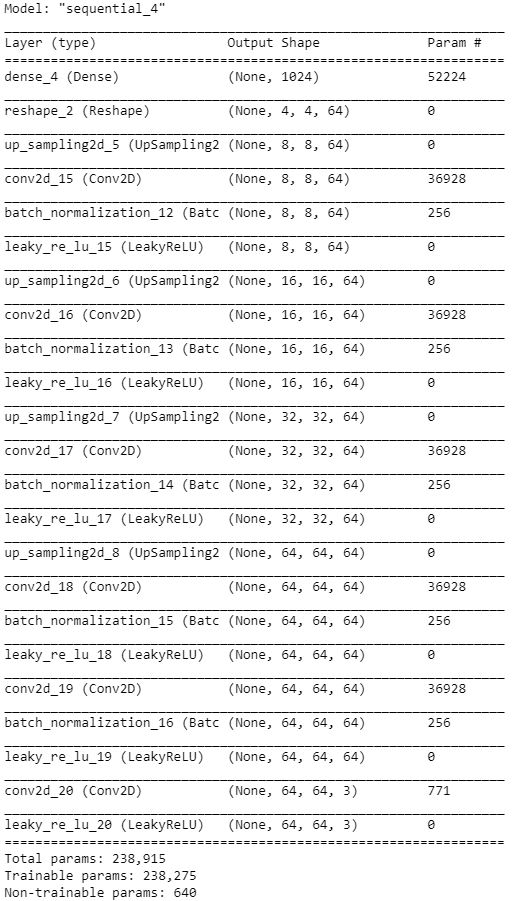 Model: "sequential_4"
Layer (type) Output Shape Param #
dense_4 (Dense) (None, 1024) 52224
reshape_2 (Reshape) (None, 4, 4, 64) 0
up_sampling2d_5 (UpSampling2 (None, 8, 8, 64) 0
conv2d_15 (Conv2D) (None, 8, 8, 64) 36928
batch_normalization_12 (Batc (None, 8, 8, 64) 256
leaky_re_lu_15 (LeakyReLU) (None, 8, 8, 64) 0
up_sampling2d_6 (UpSampling2 (None, 16, 16, 64) 0
conv2d_16 (Conv2D) (None, 16, 16, 64) 36928
batch_normalization_13 (Batc (None, 16, 16, 64) 256
leaky_re_lu_16 (LeakyReLU) (None, 16, 16, 64) 0
up_sampling2d_7 (UpSampling2 (None, 32, 32, 64) 0
conv2d_17 (Conv2D) (None, 32, 32, 64) 36928
batch_normalization_14 (Batc (None, 32, 32, 64) 256
leaky_re_lu_17 (LeakyReLU) (None, 32, 32, 64) 0
up_sampling2d_8 (UpSampling2 (None, 64, 64, 64) 0
conv2d_18 (Conv2D) (None, 64, 64, 64) 36928
batch_normalization_15 (Batc (None, 64, 64, 64) 256
leaky_re_lu_18 (LeakyReLU) (None, 64, 64, 64) 0
conv2d_19 (Conv2D) (None, 64, 64, 64) 36928
batch_normalization_16 (Batc (None, 64, 64, 64) 256
leaky_re_lu_19 (LeakyReLU) (None, 64, 64, 64) 0
conv2d_20 (Conv2D) (None, 64, 64, 3) 771
leaky_re_lu_20 (LeakyReLU) (None, 64, 64, 3) 0
Total params: 238,915
Trainable params: 238,275
Non-trainable params: 640